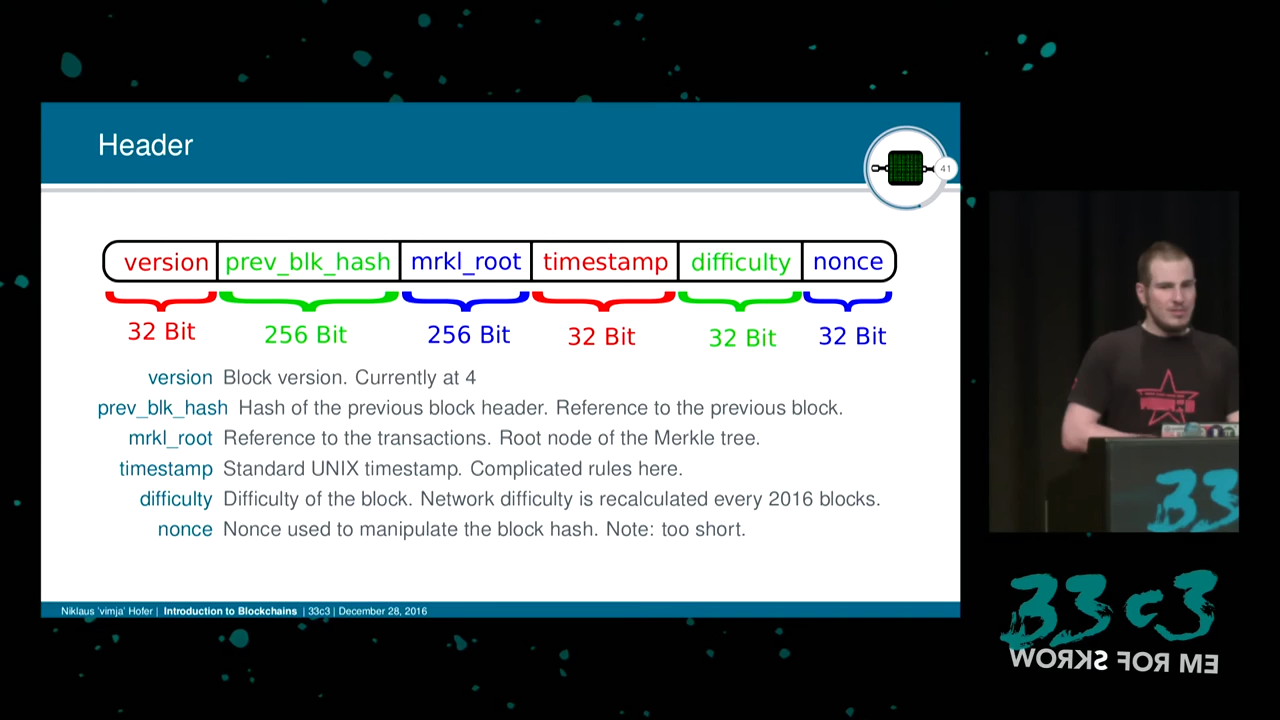 Header
41
version prev_blk_hash mrkl_root timestamp difficulty nonce
32 Bit 256 Bit 256 Bit 32 Bit 32 Bit 32 Bit
version Block version. Currently at 4
prev_blk_hash Hash of the previous block header. Reference to the previous block.
mrkl_root Reference to the transactions. Root node of the Merkle tree.
timestamp Standard UNIX timestamp. Complicated rules here.
difficulty Difficulty of the block. Network difficulty is recalculated every 2016 blocks.
nonce Nonce used to manipulate the block hash. Note: too short.
Niklaus 'vimja' Hofer | Introduction to Blockchains | 33c3 | December 28, 2016
33
33c3
WORKS FOR ME